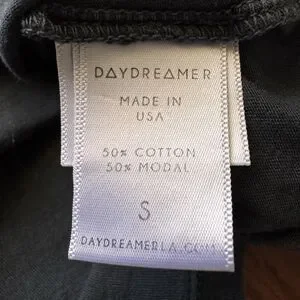 DAYDREAMER
MADE IN
USA
50% COTTON
50% MODAL
S
DAYDREAMERLA.COM